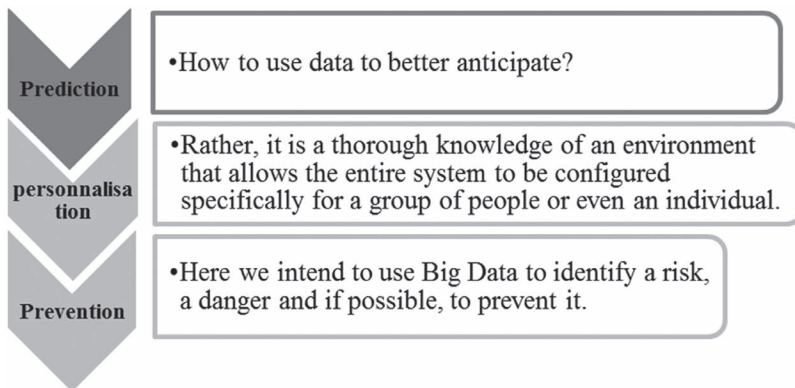 Prediction
•How to use data to better anticipate?
personnalisa
tion
•Rather, it is a thorough knowledge of an environment
that allows the entire system to be configured
specifically for a group of people or even an individual.
Prevention
•Here we intend to use Big Data to identify a risk,
a danger and if possible, to prevent it.